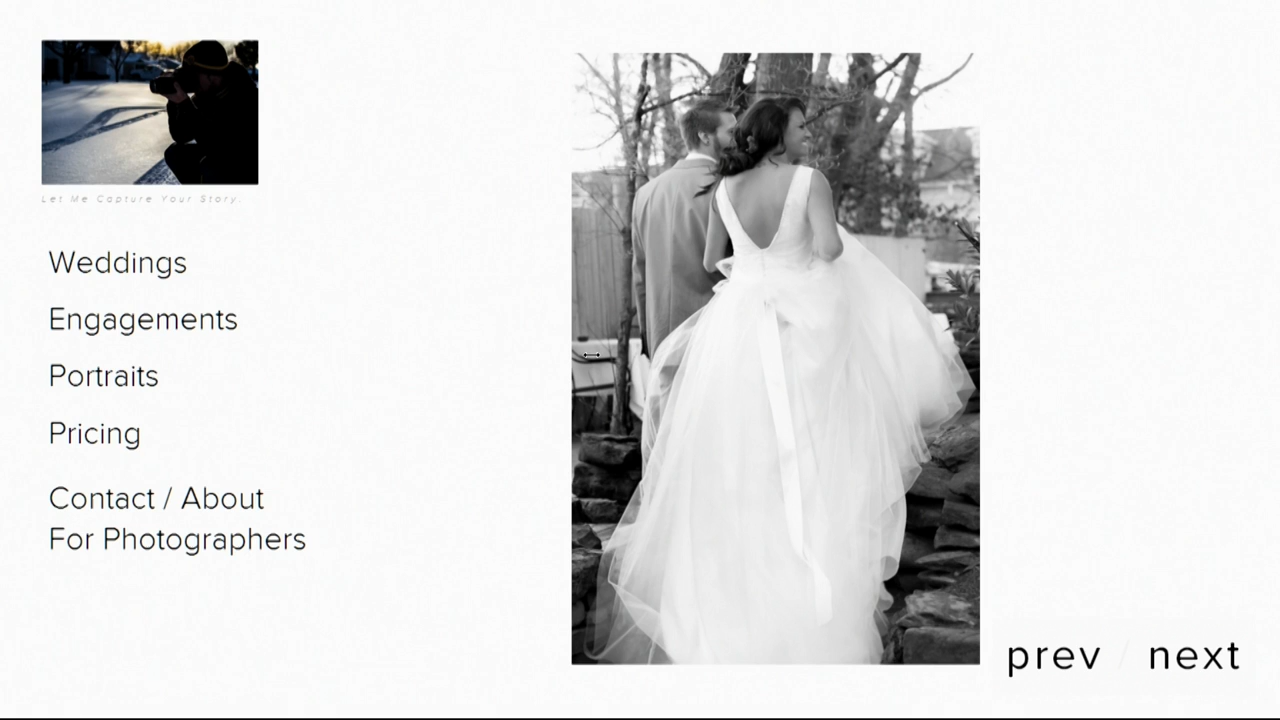 Let Me Capture Your Story.
Weddings
Engagements
Portraits
Pricing
Contact / About
For Photographers
prev / next